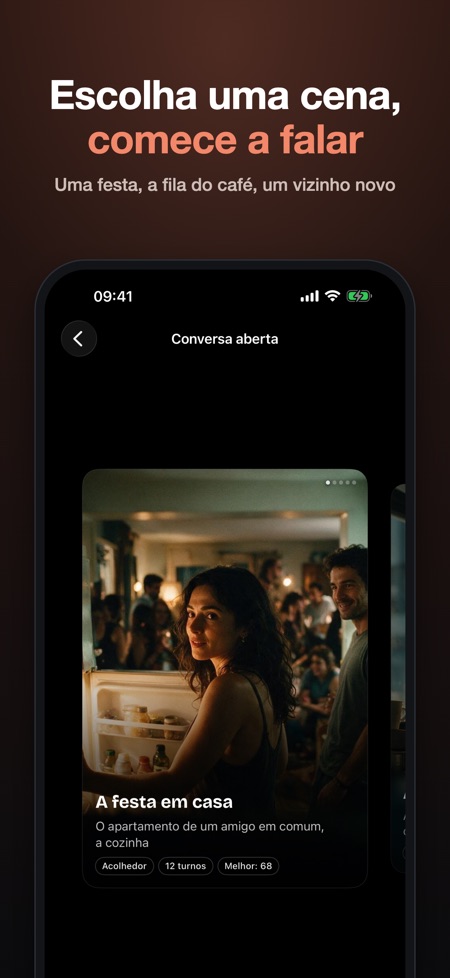 Escolha uma cena,
comece a falar
Uma festa, a fila do café, um vizinho novo
09:41
Conversa aberta
A festa em casa
O apartamento de um amigo em comum,
a cozinha
Acolhedor
12 turnos
Melhor: 68